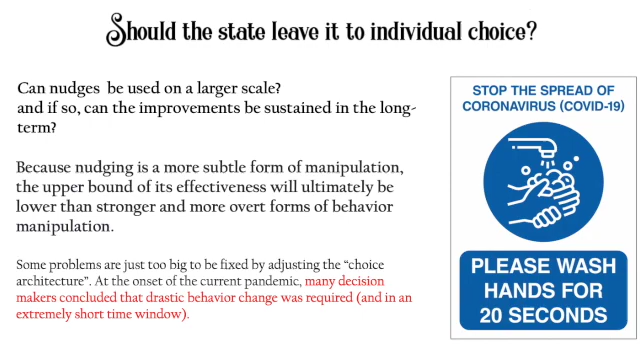 Should the state leave it to individual choice?
Can nudges be used on a larger scale?
and if so, can the improvements be sustained in the long-
term?
Because nudging is a more subtle form of manipulation,
the upper bound of its effectiveness will ultimately be
lower than stronger and more overt forms of behavior
manipulation.
Some problems are just too big to be fixed by adjusting the “choice
architecture”. At the onset of the current pandemic, many decision
makers concluded that drastic behavior change was required (and in an
extremely short time window).
STOP THE SPREAD OF
CORONAVIRUS (COVID-19)
PLEASE WASH
HANDS FOR
20 SECONDS